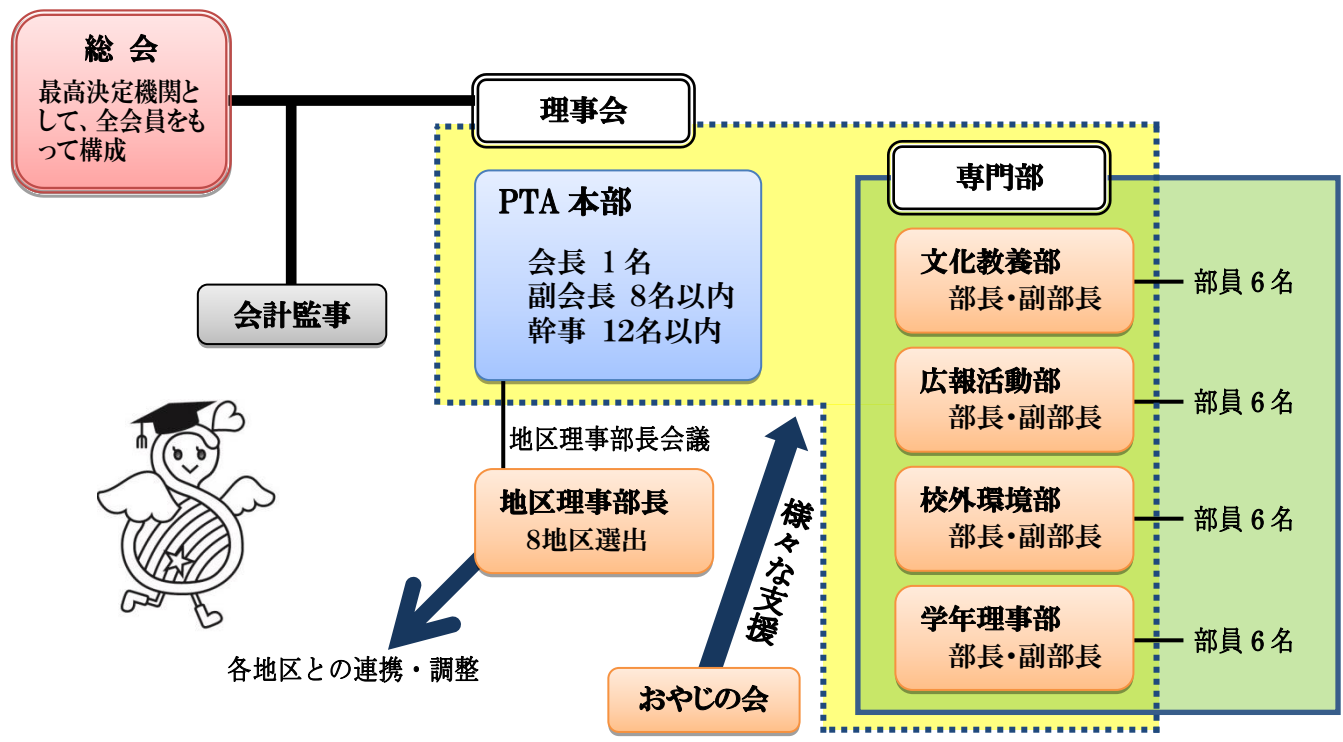 総 会
最高決定機関と
して、全会員をも
って構成
理事会
会計監事
PTA 本部
会長 1 名
副会長 8名以内
幹事 12名以内
専門部
文化教養部
部長・副部長
部員 6 名
広報活動部
部長・副部長
部員 6 名
校外環境部
部長・副部長
部員 6 名
学年理事部
部長・副部長
部員 6 名
地区理事部長会議
地区理事部長
8地区選出
各地区との連携・調整
様々な支援
おやじの会